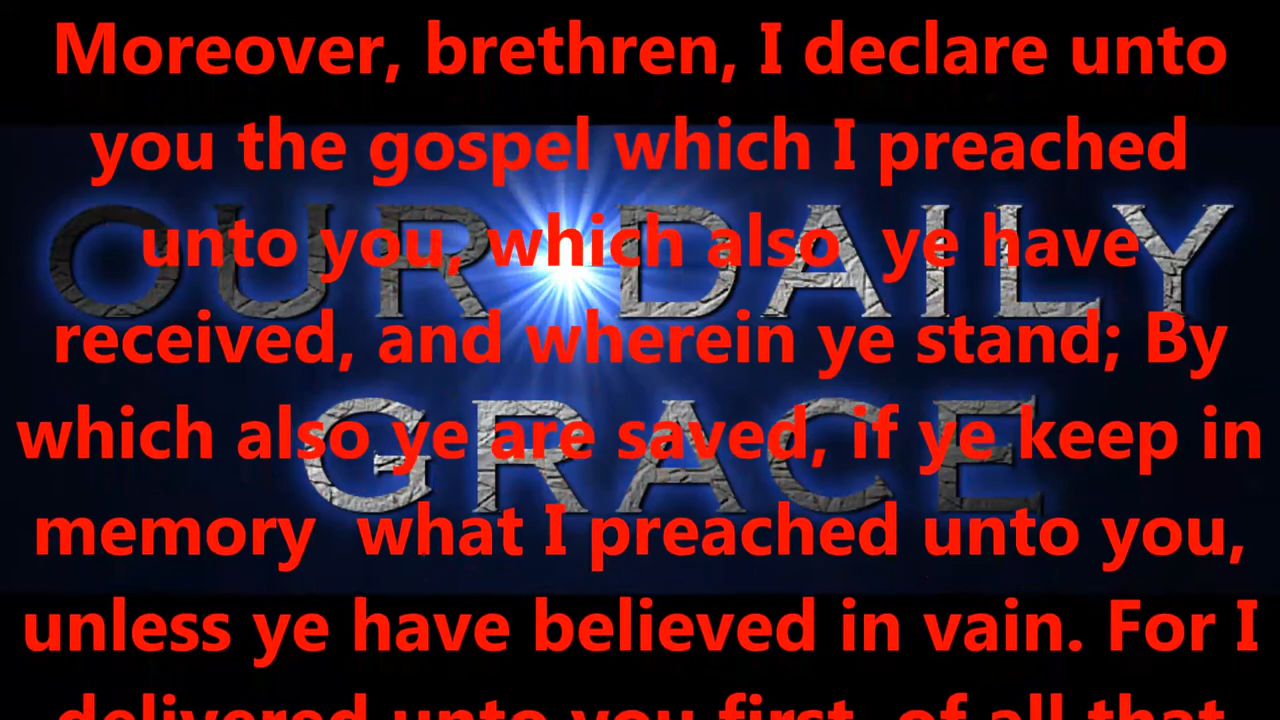 Moreover, brethren, I declare unto
you the gospel which I preached
unto you, which also ye have
received, and wherein ye stand; By
which also ye are saved, if ye keep in
memory what I preached unto you,
unless ye have believed in vain. For I
delivered unto you first of all that
OUR DAILY
GRACE